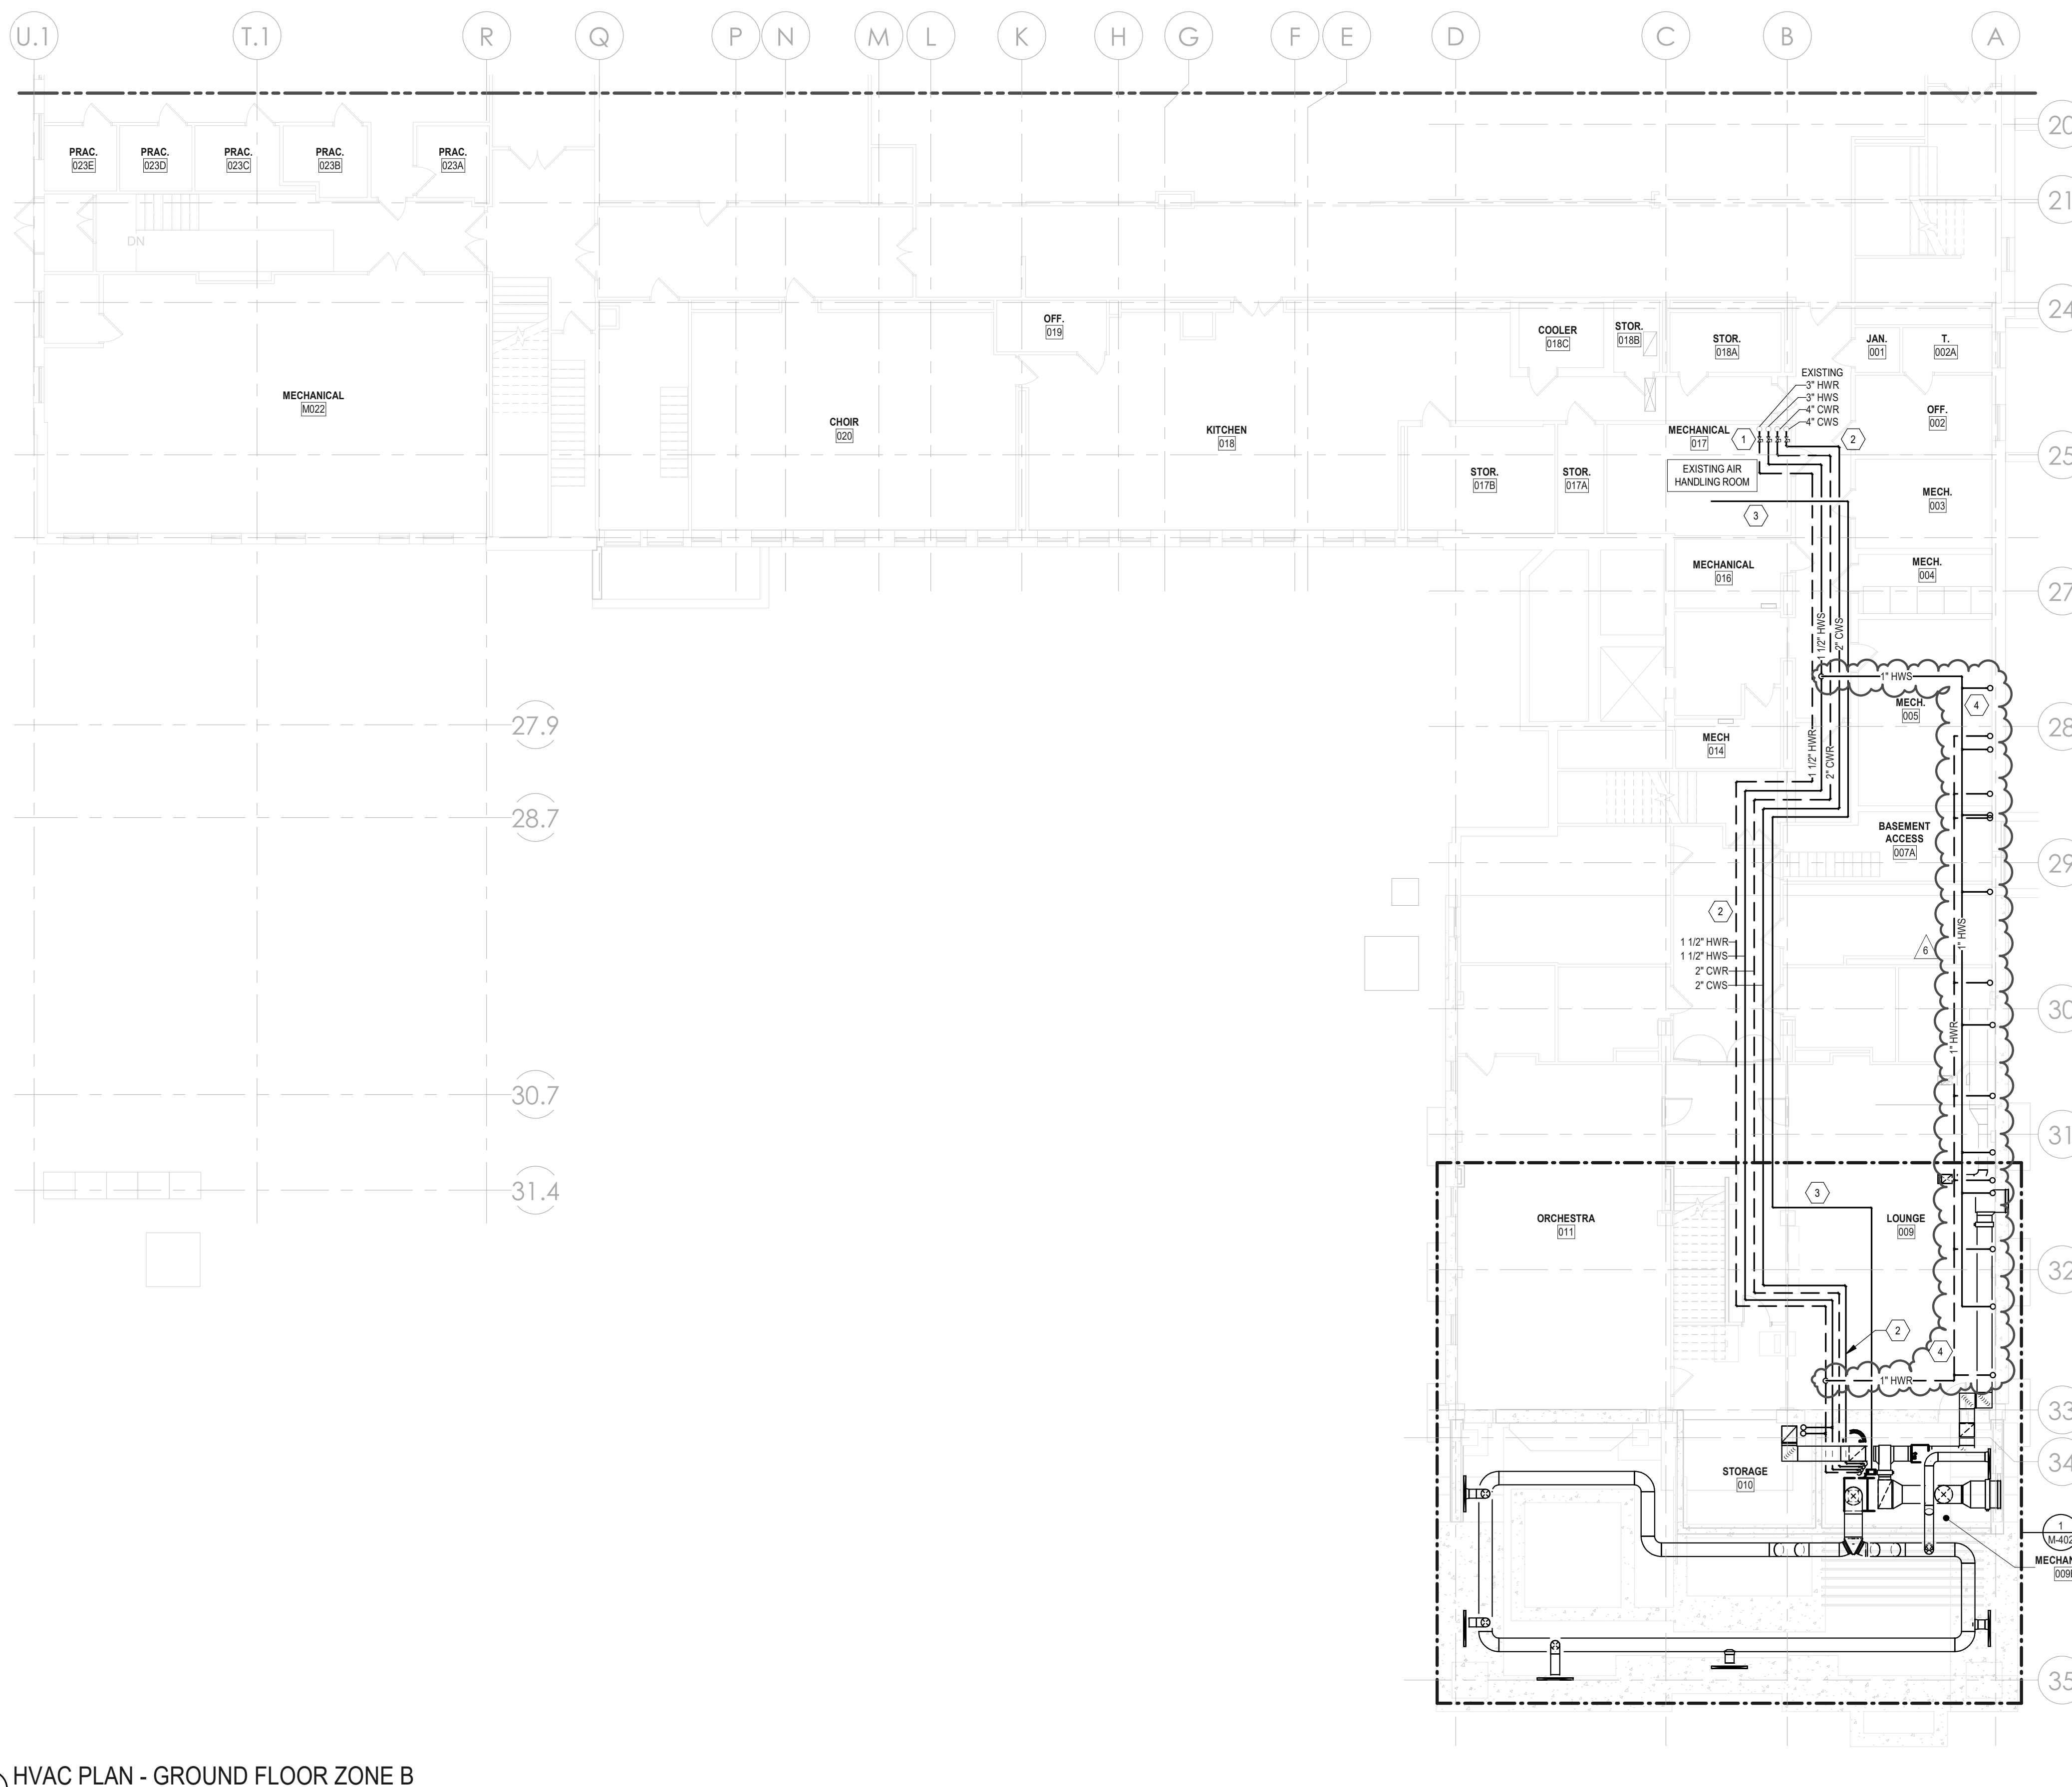 U.1
T.1
R
Q
P
N
M
L
K
H
G
F
E
D
C
B
A
20
21
24
25
27
28
29
30
31
32
33
34
35
PRAC.
023E
PRAC.
023D
PRAC.
023C
PRAC.
023B
PRAC.
023A
DN
MECHANICAL
M022
CHOIR
020
OFF.
019
KITCHEN
018
COOLER
018C
STOR.
018B
STOR.
018A
JAN.
001
T.
002A
EXISTING
3" HWR
3" HWS
4" CWR
4" CWS
OFF.
002
MECHANICAL
017
1
2
EXISTING AIR
HANDLING ROOM
STOR.
017B
STOR.
017A
MECH.
003
3
MECHANICAL
016
MECH.
004
1 1/2" HWS
2" CWS
1" HWS
MECH.
005
4
27.9
MECH
014
1 1/2" HWR
2" CWR
28.7
BASEMENT
ACCESS
007A
2
1 1/2" HWR
1 1/2" HWS
2" CWR
2" CWS
6
1" HWS
1" HWR
30.7
31.4
ORCHESTRA
011
3
LOUNGE
009
2
4
1" HWR
STORAGE
010
1
M-402
HVAC PLAN - GROUND FLOOR ZONE B